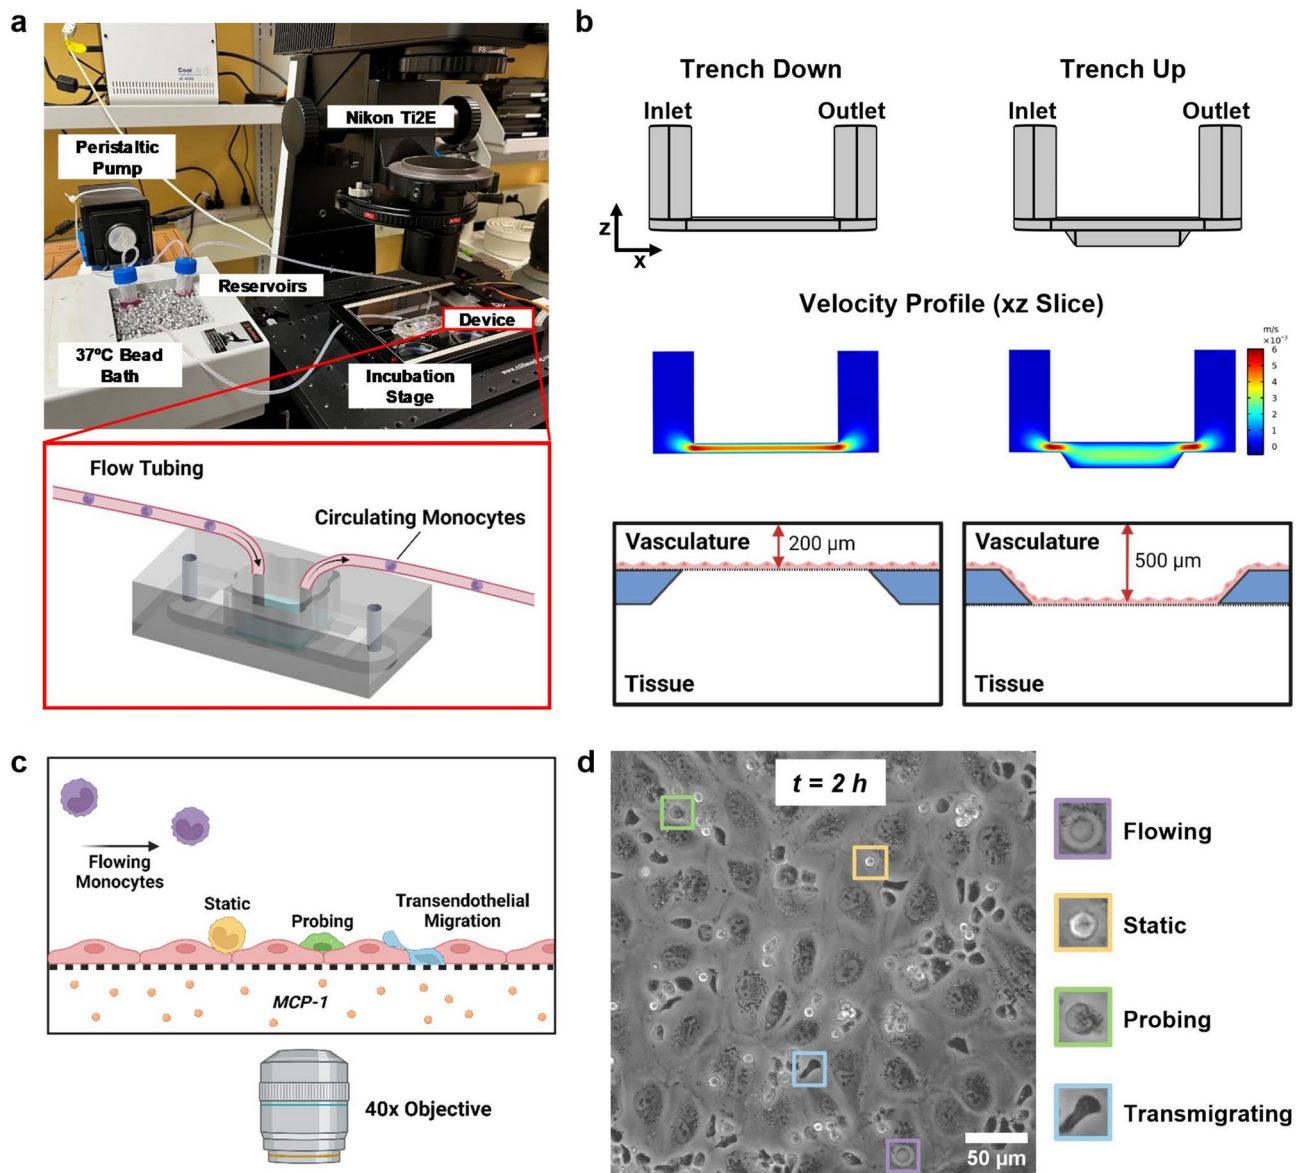 a
Cool
Nikon Ti2E
Peristaltic
Pump
Reservoirs
Device
37ºC Bead
Bath
Incubation
Stage
Flow Tubing
Circulating Monocytes
b
Trench Down
Trench Up
Inlet
Outlet
Inlet
Outlet
z
x
Velocity Profile (xz Slice)
m/s
×10⁻³
6
5
4
3
2
1
0
Vasculature
200 µm
Tissue
Vasculature
500 µm
Tissue
c
Flowing
Monocytes
Static
Probing
Transendothelial
Migration
MCP-1
40x Objective
d
t = 2 h
50 µm
Flowing
Static
Probing
Transmigrating